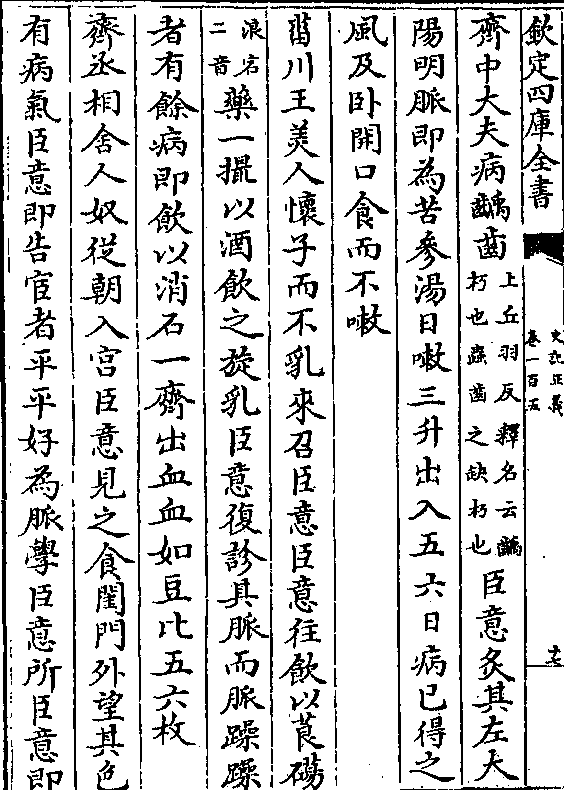 欽定四庫全書
史記正義
卷一百五
十七
齊中大夫病齲齒上丘羽反釋名云齲朽也蟲齒之缺朽也臣意灸其左大
陽明脈即為苦參湯日嗽三升出入五六日病已得之
風及臥開口食而不嗽
菑川王美人懷子而不乳來召臣意臣意往飲以莨碭
浪宕二音藥一撮以酒飲之旋乳臣意復診其脈而脈躁躁
者有餘病即飲以消石一齊出血血如豆比五六枚
齊丞相舍人奴從朝入宮臣意見之食閨門外望其色
有病氣臣意即告宦者平平好為脈學臣意所臣意即